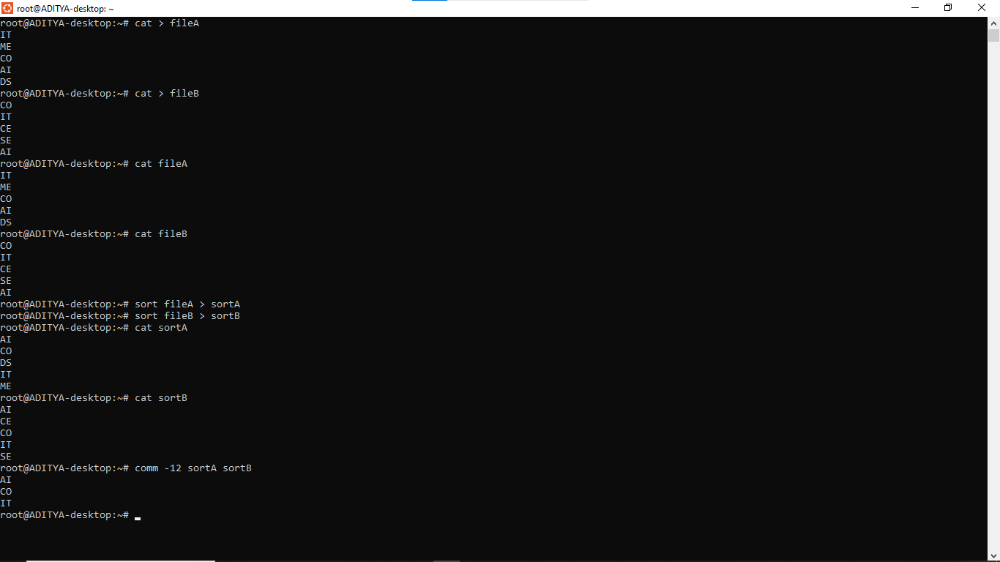 root@ADITYA-desktop: ~
root@ADITYA-desktop:~# cat > fileA
IT
ME
CO
AI
DS
root@ADITYA-desktop:~# cat > fileB
CO
IT
CE
SE
AI
root@ADITYA-desktop:~# cat fileA
IT
ME
CO
AI
DS
root@ADITYA-desktop:~# cat fileB
CO
IT
CE
SE
AI
root@ADITYA-desktop:~# sort fileA > sortA
root@ADITYA-desktop:~# sort fileB > sortB
root@ADITYA-desktop:~# cat sortA
AI
CO
DS
IT
ME
root@ADITYA-desktop:~# cat sortB
AI
CE
CO
IT
SE
root@ADITYA-desktop:~# comm -12 sortA sortB
AI
CO
IT
root@ADITYA-desktop:~#